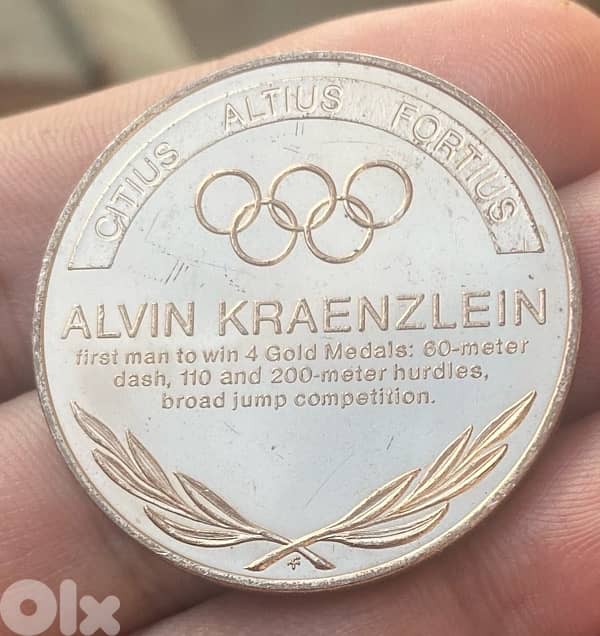 CITIUS ALTIUS FORTIUS
ALVIN KRAENZLEIN
first man to win 4 Gold Medals: 60-meter
dash, 110 and 200-meter hurdles,
broad jump competition.
Olx